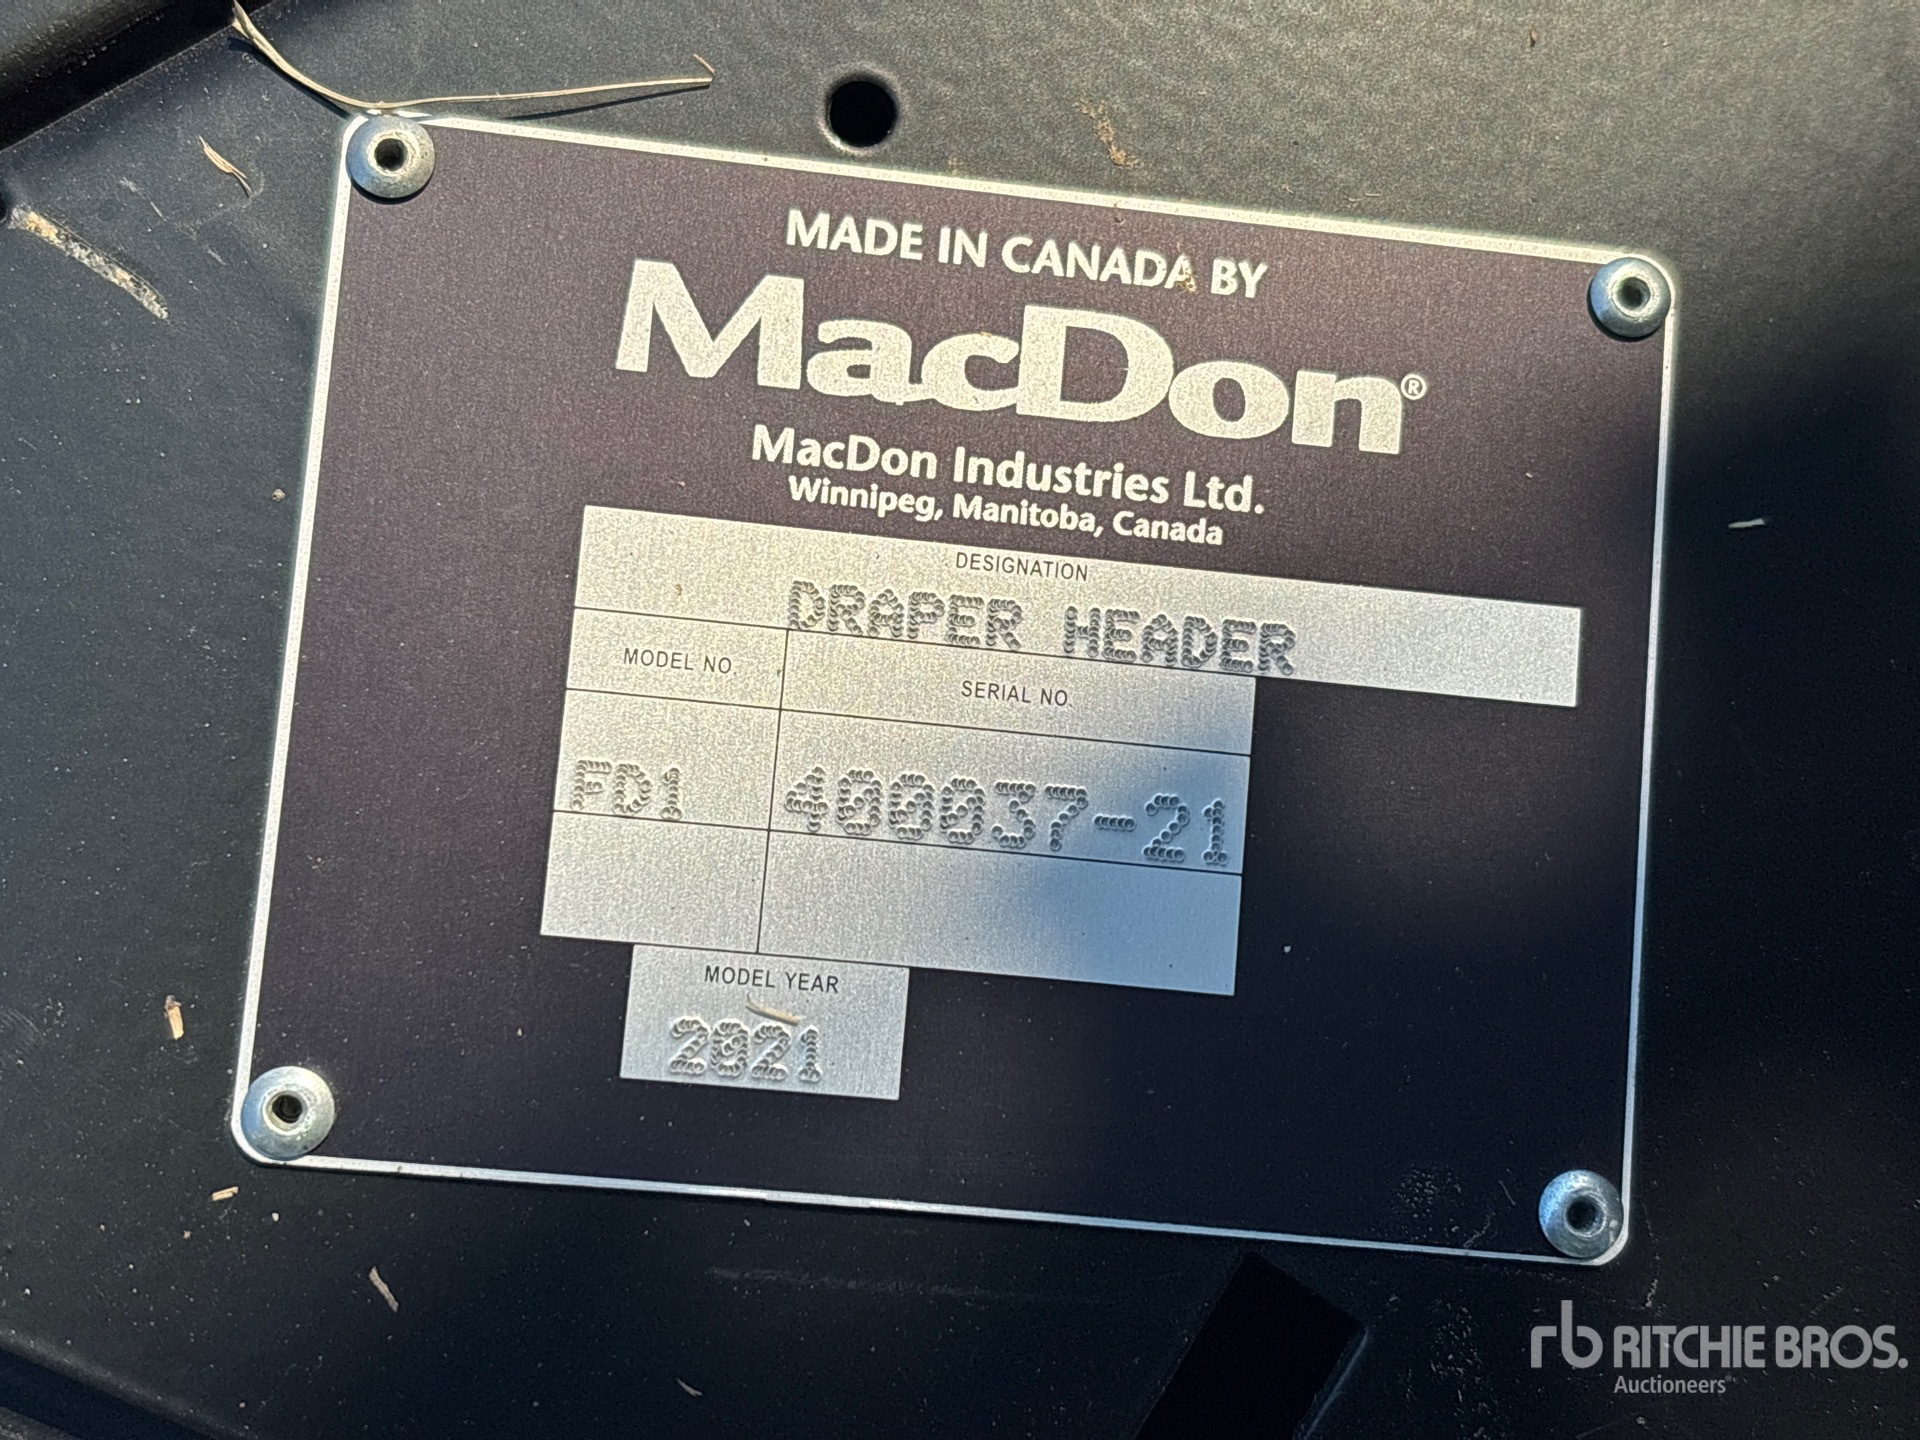 MADE IN CANADA BY
MacDon®
MacDon Industries Ltd.
Winnipeg, Manitoba, Canada
DESIGNATION
DRAPER HEADER
MODEL NO.
SERIAL NO.
FD1
400037-21
MODEL YEAR
2021
rb RITCHIE BROS.
Auctioneers